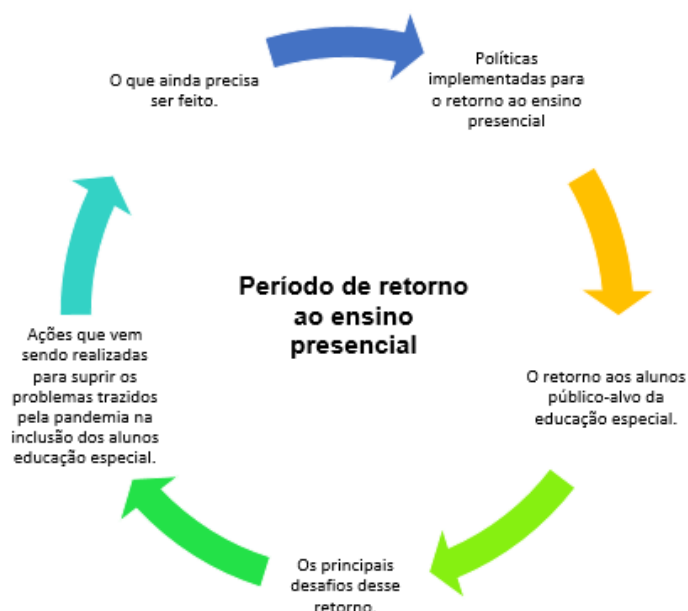 O que ainda precisa
ser feito.
Políticas
implementadas para
o retorno ao ensino
presencial
Período de retorno
ao ensino
presencial
Ações que vem
sendo realizadas
para suprir os
problemas trazidos
pela pandemia na
inclusão dos alunos
educação especial.
O retorno aos alunos
público-alvo da
educação especial.
Os principais
desafios desse
retorno.